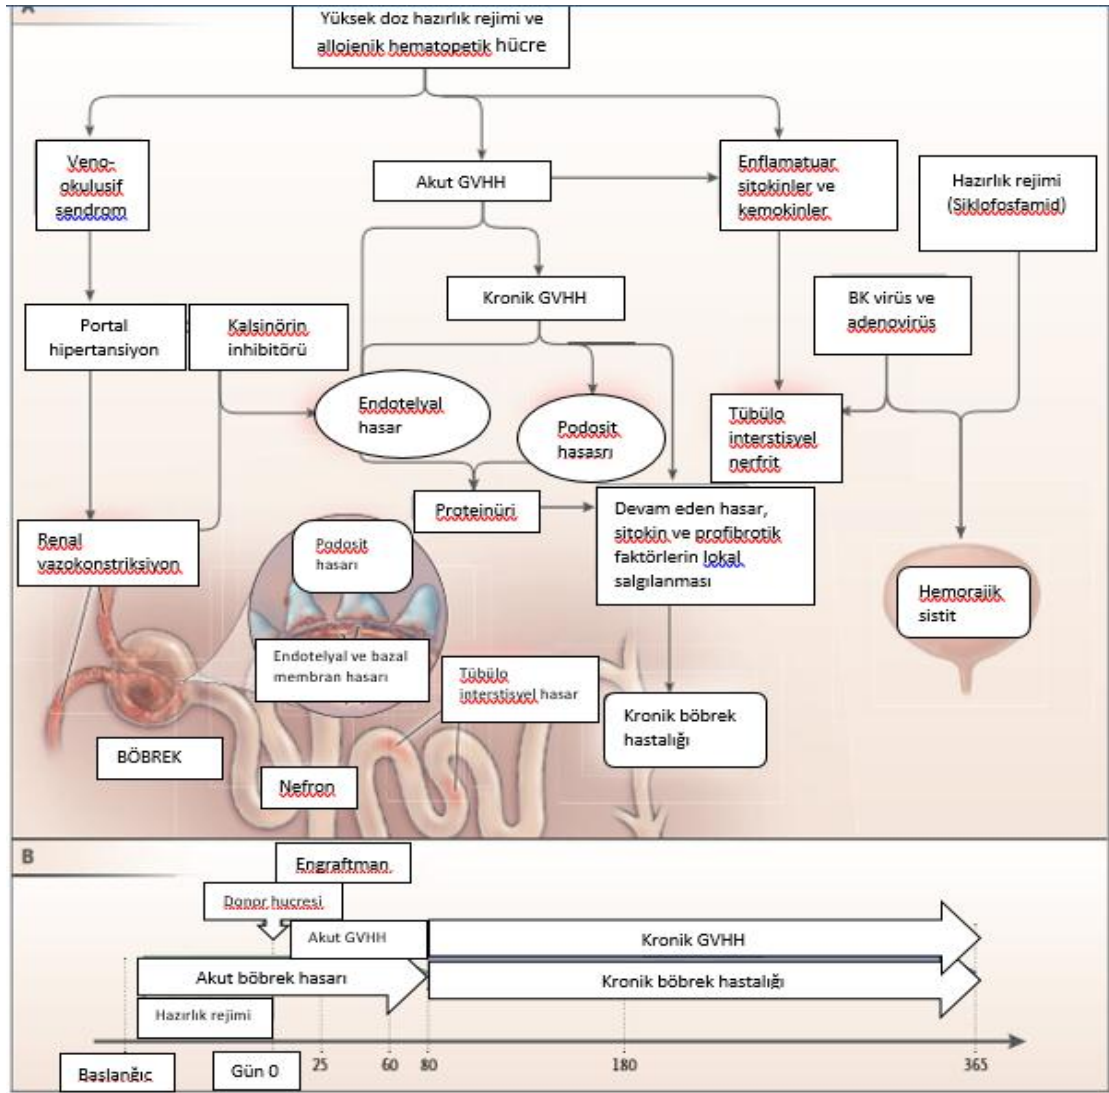 Yüksek doz hazırlık rejimi ve
allojenik hematopetik hücre
Veno-
okulusif
sendrom
Akut GVHH
Enflamatuar
sitokinler ve
kemokinler
Hazırlık rejimi
(Siklofosfamid)
Kronik GVHH
BK virüs ve
adenovirüs
Portal
hipertansiyon
Kalsinörin
inhibitörü
Endotelyal
hasar
Podosit
hasasrı
Tübülo
interstisyel
nerfrit
Proteinüri
Devam eden hasar,
sitokin ve profibrotik
faktörlerin lokal
salgılanması
Renal
vazokonstriksiyon
Podosit
hasarı
Hemorajik
sistit
Endotelyal ve bazal
membran hasarı
Tübülo
interstisyel hasar
Kronik böbrek
hastalığı
BÖBREK
Nefron
B
Engraftman
Donor hucresi
Akut GVHH
Kronik GVHH
Akut böbrek hasarı
Kronik böbrek hastalığı
Hazırlık rejimi
Başlanğıc
Gün 0
25
60
80
180
365